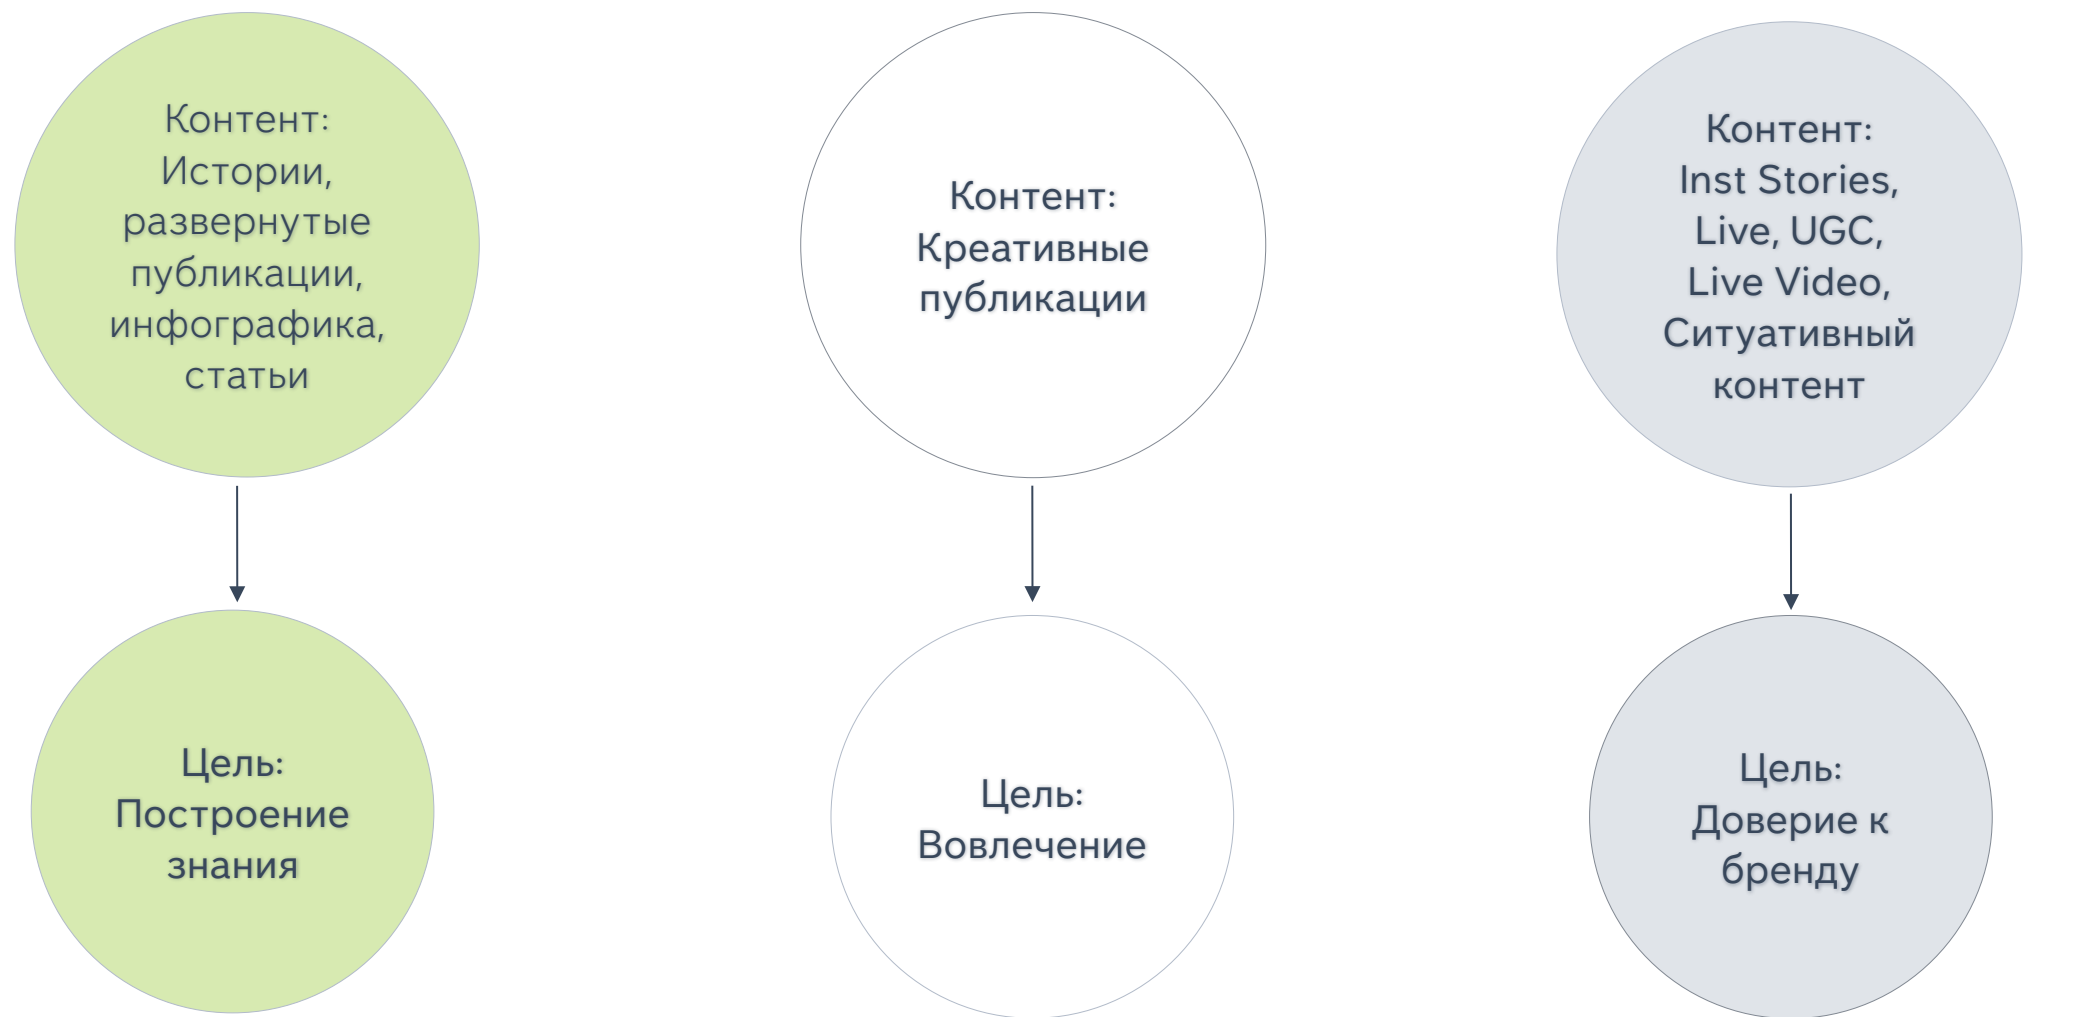 Контент:
Истории,
развернутые
публикации,
инфографика,
статьи
Контент:
Креативные
публикации
Контент:
Inst Stories,
Live, UGC,
Live Video,
Ситуативный
контент
Цель:
Построение
знания
Цель:
Вовлечение
Цель:
Доверие к
бренду